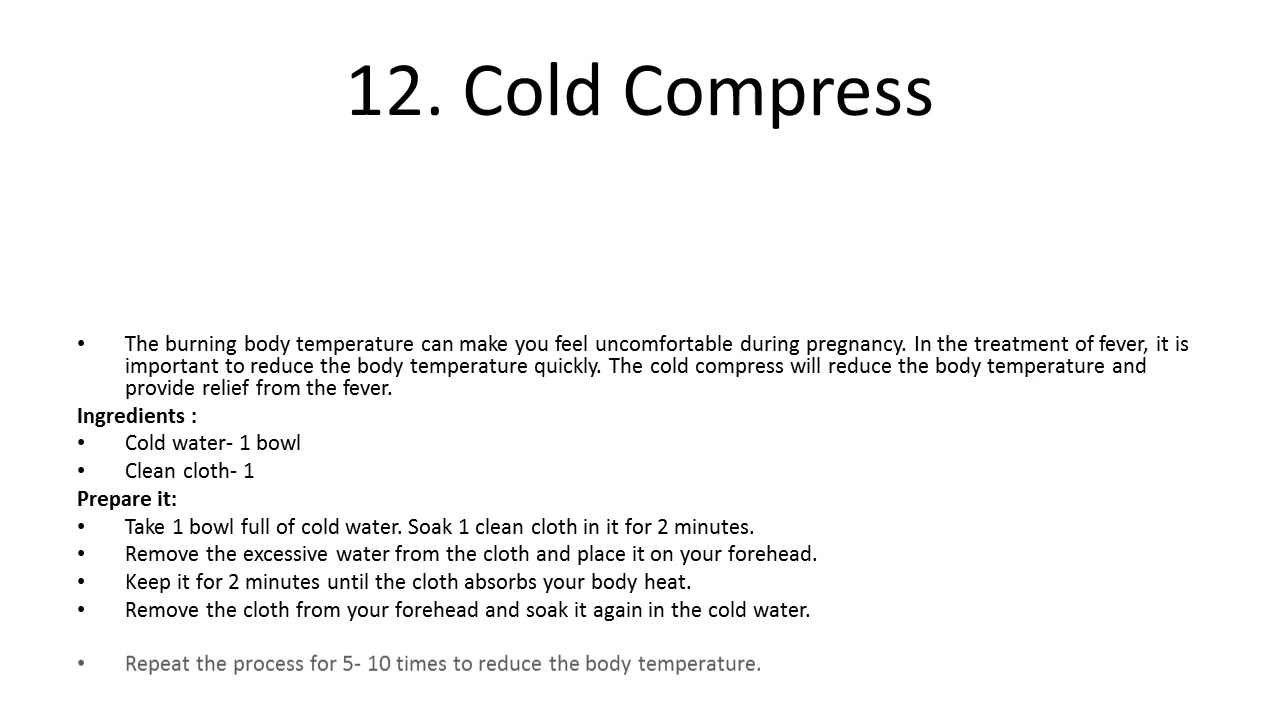 12. Cold Compress
• The burning body temperature can make you feel uncomfortable during pregnancy. In the treatment of fever, it is
important to reduce the body temperature quickly. The cold compress will reduce the body temperature and
provide relief from the fever.
Ingredients :
• Cold water- 1 bowl
• Clean cloth- 1
Prepare it:
• Take 1 bowl full of cold water. Soak 1 clean cloth in it for 2 minutes.
• Remove the excessive water from the cloth and place it on your forehead.
• Keep it for 2 minutes until the cloth absorbs your body heat.
• Remove the cloth from your forehead and soak it again in the cold water.
• Repeat the process for 5- 10 times to reduce the body temperature.